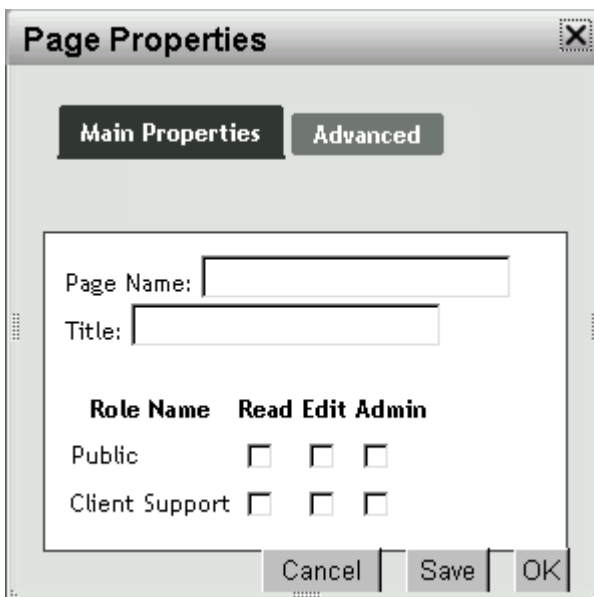 Page Properties
Main Properties Advanced
Page Name:
Title:
Role Name Read Edit Admin
Public
Client Support
Cancel Save OK